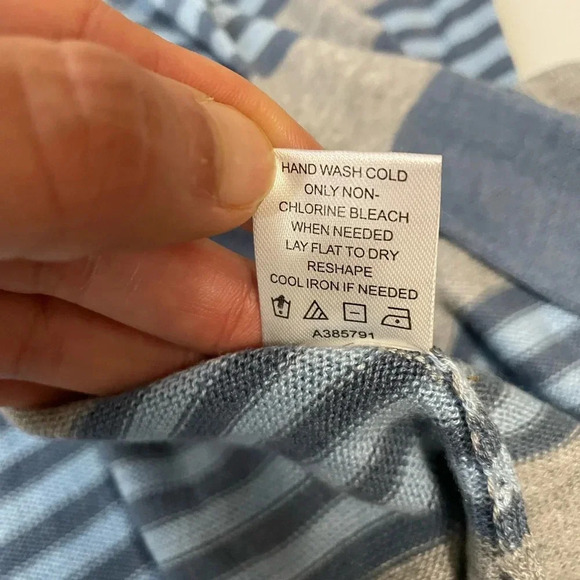 HAND WASH COLD
ONLY NON-
CHLORINE BLEACH
WHEN NEEDED
LAY FLAT TO DRY
RESHAPE
COOL IRON IF NEEDED
A385791